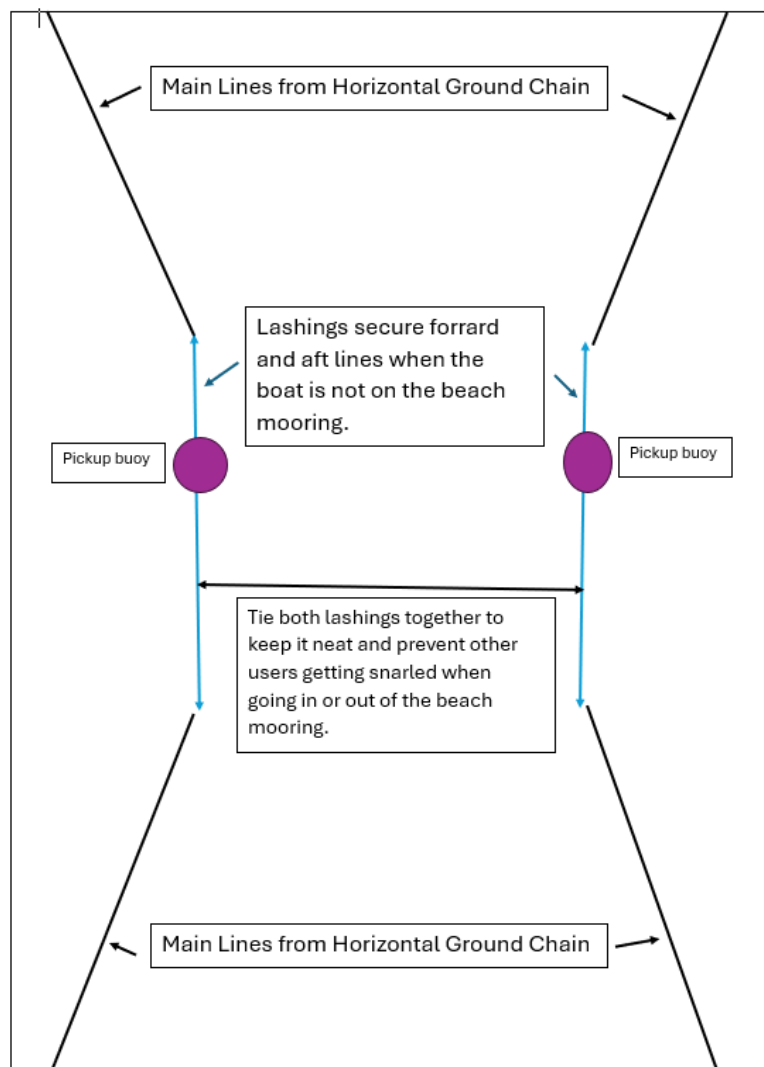 Main Lines from Horizontal Ground Chain
Lashings secure forrard
and aft lines when the
boat is not on the beach
mooring.
Pickup buoy
Pickup buoy
Tie both lashings together to
keep it neat and prevent other
users getting snarled when
going in or out of the beach
mooring.
Main Lines from Horizontal Ground Chain